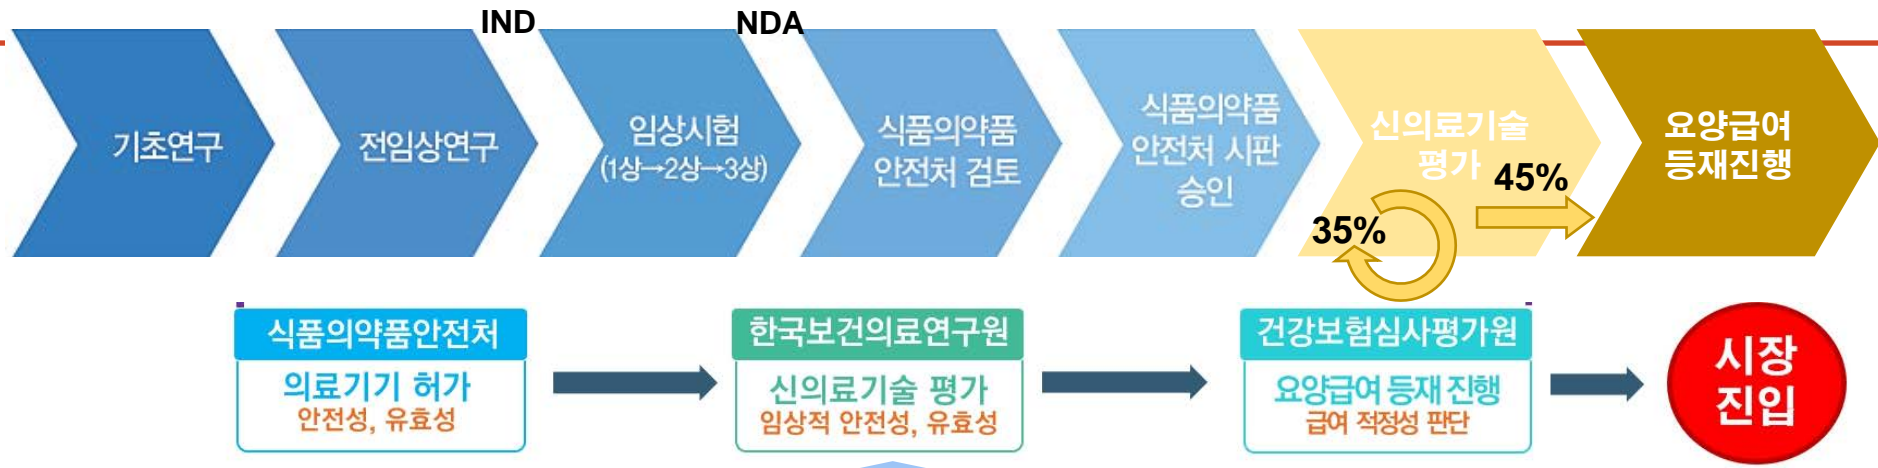 IND
NDA
기초연구
전임상연구
임상시험
(1상→2상→3상)
식품의약품
안전처 검토
식품의약품
안전처 시판
승인
신의료기술
평가
45%
35%
요양급여
등재진행
식품의약품안전처
의료기기 허가
안전성, 유효성
한국보건의료연구원
신의료기술 평가
임상적 안전성, 유효성
건강보험심사평가원
요양급여 등재 진행
급여 적정성 판단
시장
진입